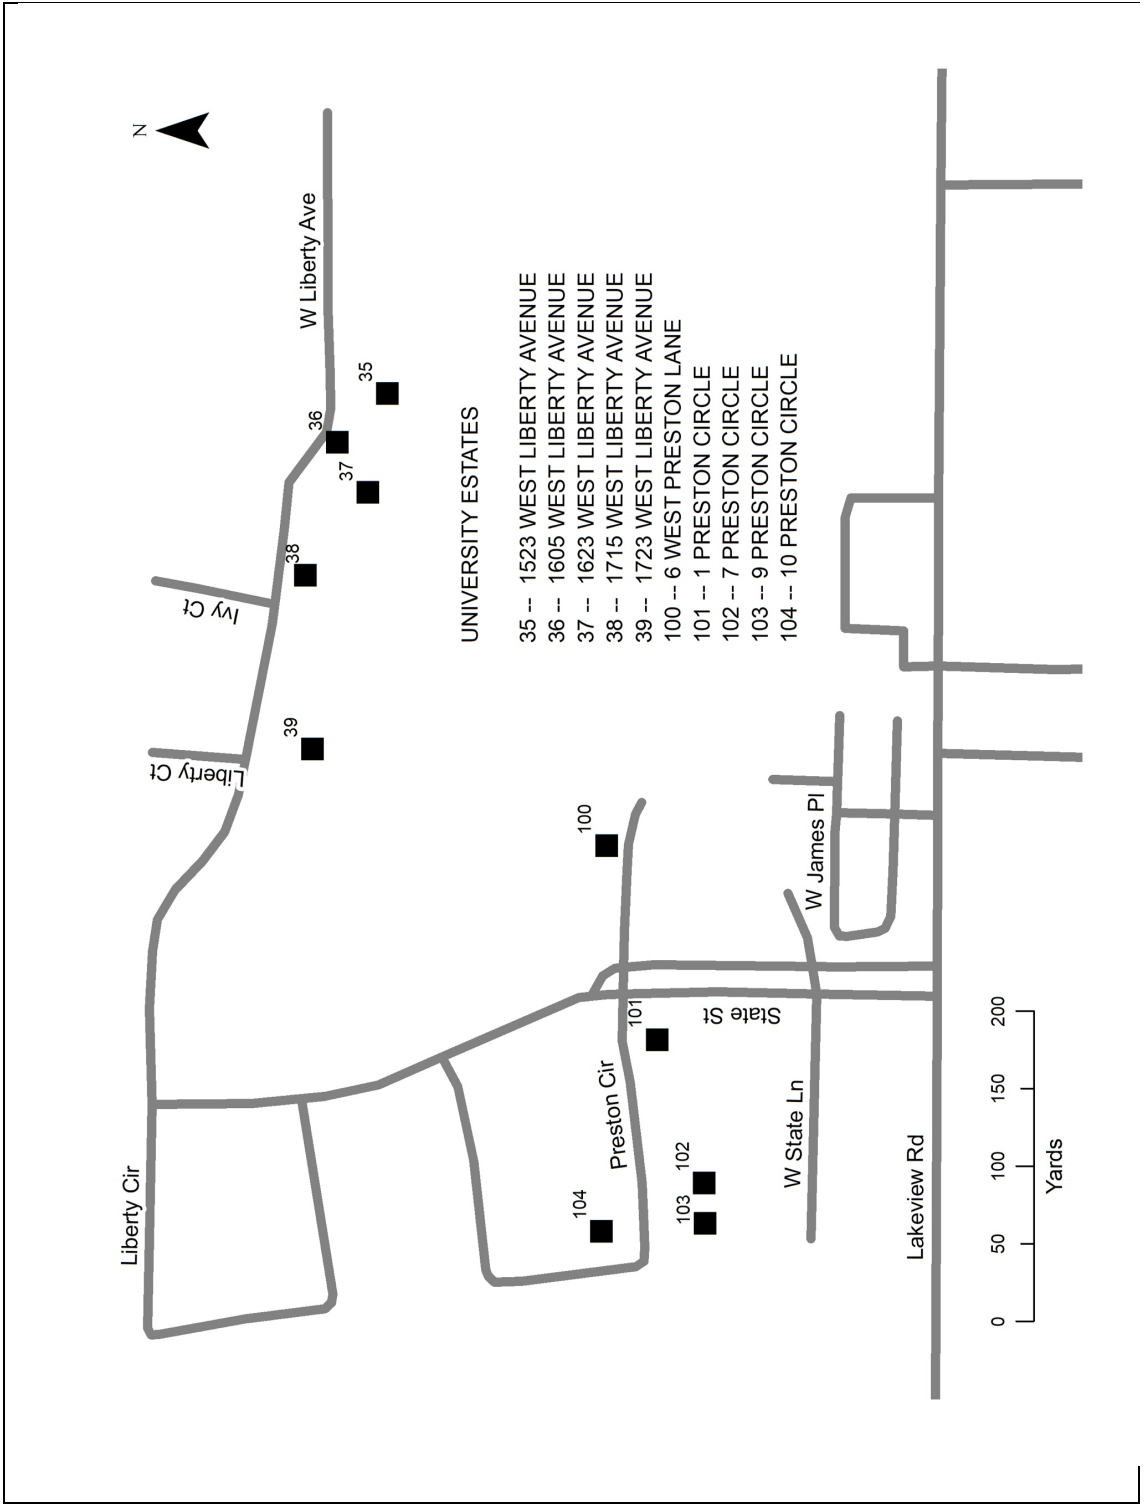 N
Liberty Cir
Liberty Ct
Ivy Ct
W Liberty Ave
39
38
37
36
35
UNIVERSITY ESTATES
35 -- 1523 WEST LIBERTY AVENUE
36 -- 1605 WEST LIBERTY AVENUE
37 -- 1623 WEST LIBERTY AVENUE
38 -- 1715 WEST LIBERTY AVENUE
39 -- 1723 WEST LIBERTY AVENUE
100 -- 6 WEST PRESTON LANE
101 -- 1 PRESTON CIRCLE
102 -- 7 PRESTON CIRCLE
103 -- 9 PRESTON CIRCLE
104 -- 10 PRESTON CIRCLE
104
Preston Cir
100
101
103
102
State St
W State Ln
W James Pl
Lakeview Rd
0 50 100 150 200
Yards